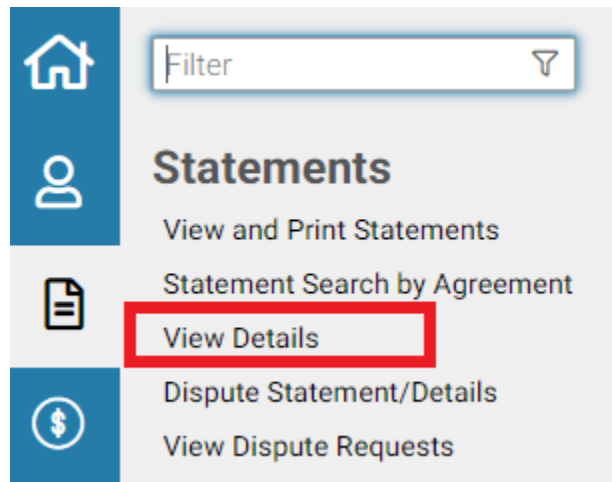 Filter
Statements
View and Print Statements
Statement Search by Agreement
View Details
Dispute Statement/Details
View Dispute Requests
$